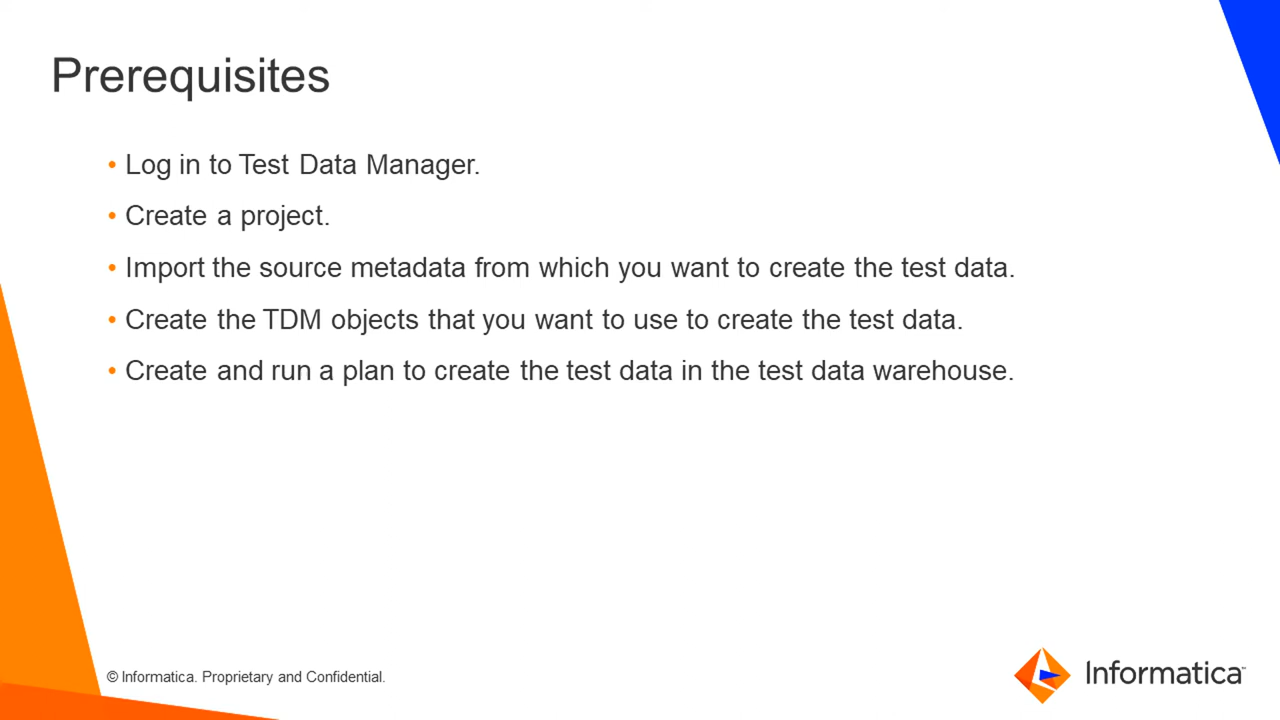 Prerequisites
• Log in to Test Data Manager.
• Create a project.
• Import the source metadata from which you want to create the test data.
• Create the TDM objects that you want to use to create the test data.
• Create and run a plan to create the test data in the test data warehouse.
© Informatica. Proprietary and Confidential.
Informatica™